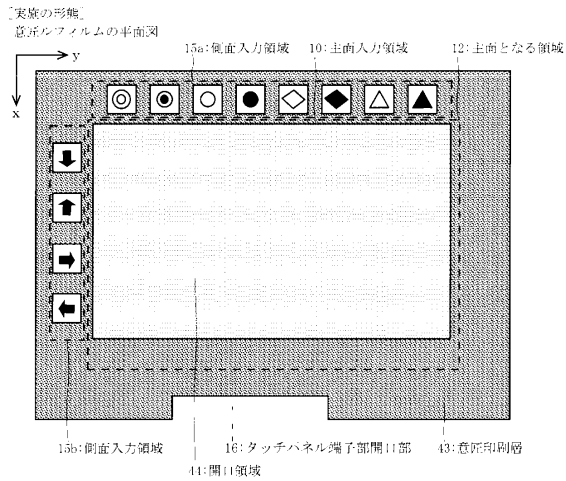 [実施の形態]
意匠ルフィルムの平面図
15a:側面入力領域 10:主面入力領域 12:主面となる領域
y
x
15b:側面入力領域 16:タッチパネル端子部開口部 43:意匠印刷層
44:開口領域